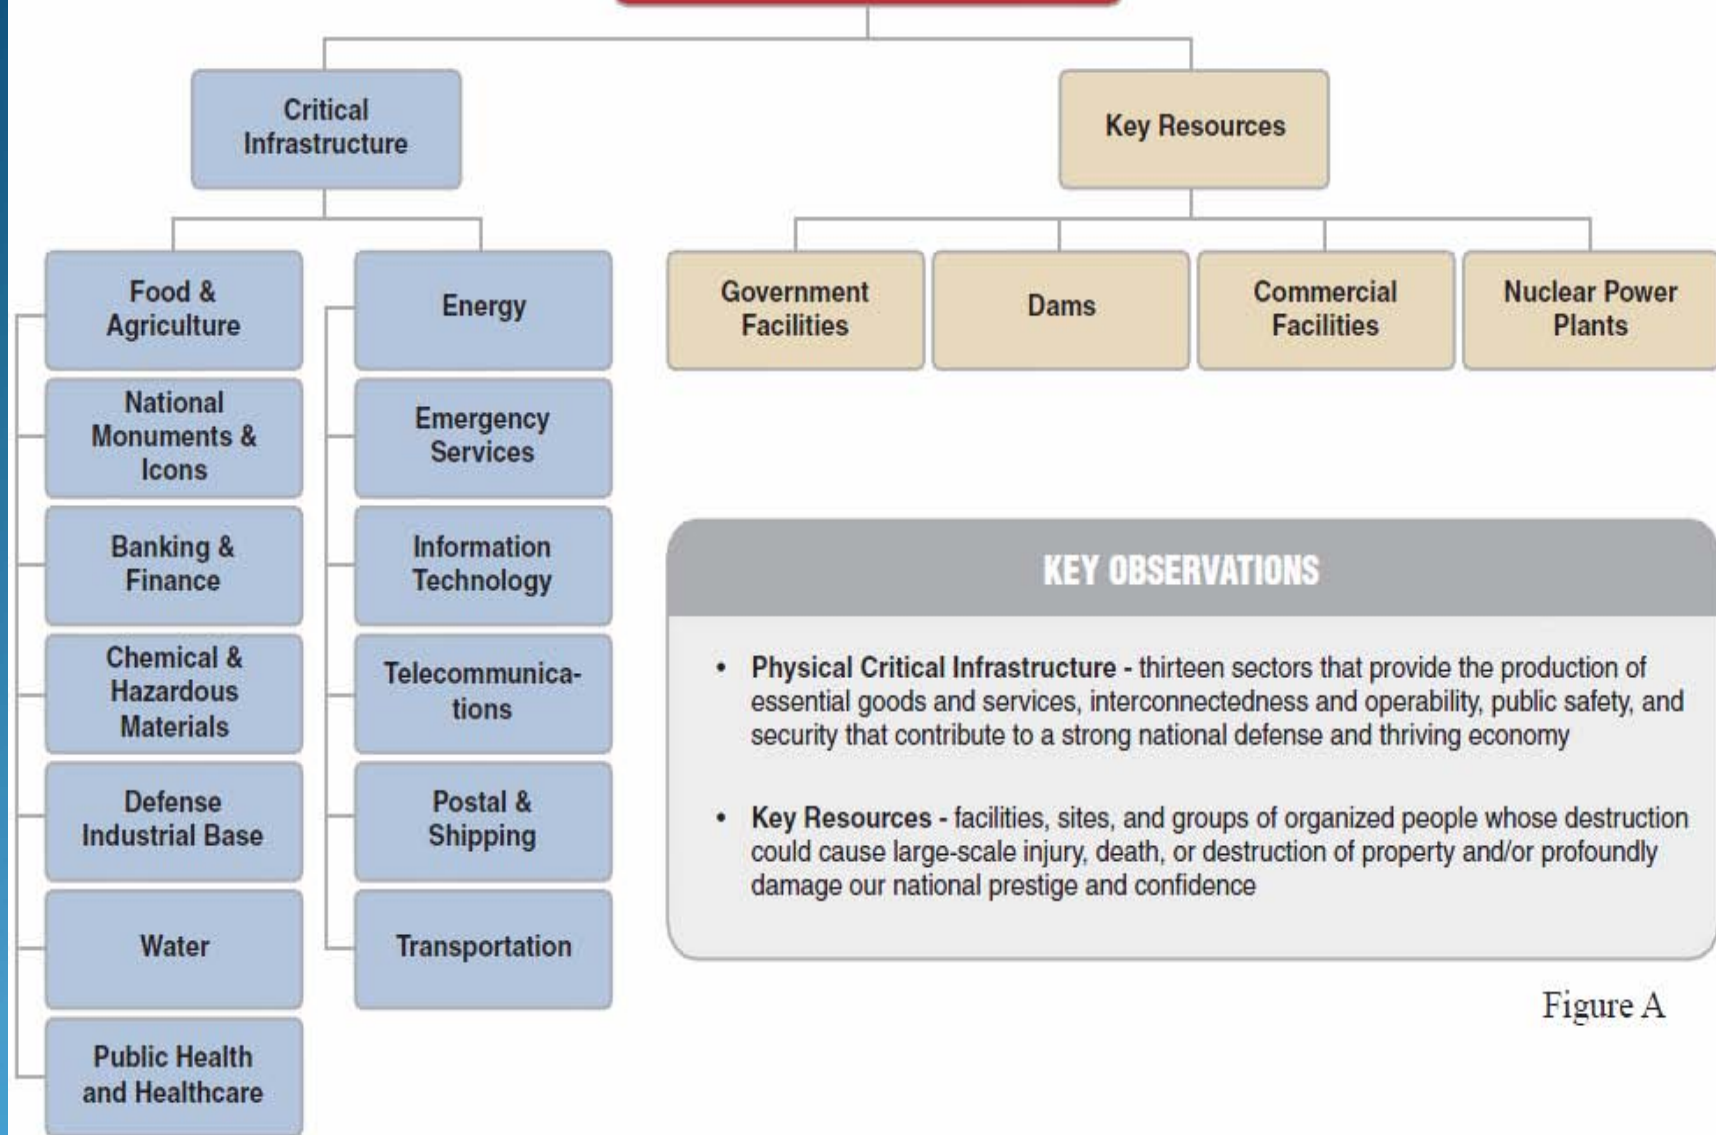 Critical
Infrastructure
Key Resources
Food &
Agriculture
National
Monuments &
Icons
Banking &
Finance
Chemical &
Hazardous
Materials
Defense
Industrial Base
Water
Public Health
and Healthcare
Energy
Emergency
Services
Information
Technology
Telecommunica-
tions
Postal &
Shipping
Transportation
Government
Facilities
Dams
Commercial
Facilities
Nuclear Power
Plants
KEY OBSERVATIONS
• Physical Critical Infrastructure - thirteen sectors that provide the production of
essential goods and services, interconnectedness and operability, public safety, and
security that contribute to a strong national defense and thriving economy
• Key Resources - facilities, sites, and groups of organized people whose destruction
could cause large-scale injury, death, or destruction of property and/or profoundly
damage our national prestige and confidence
Figure A